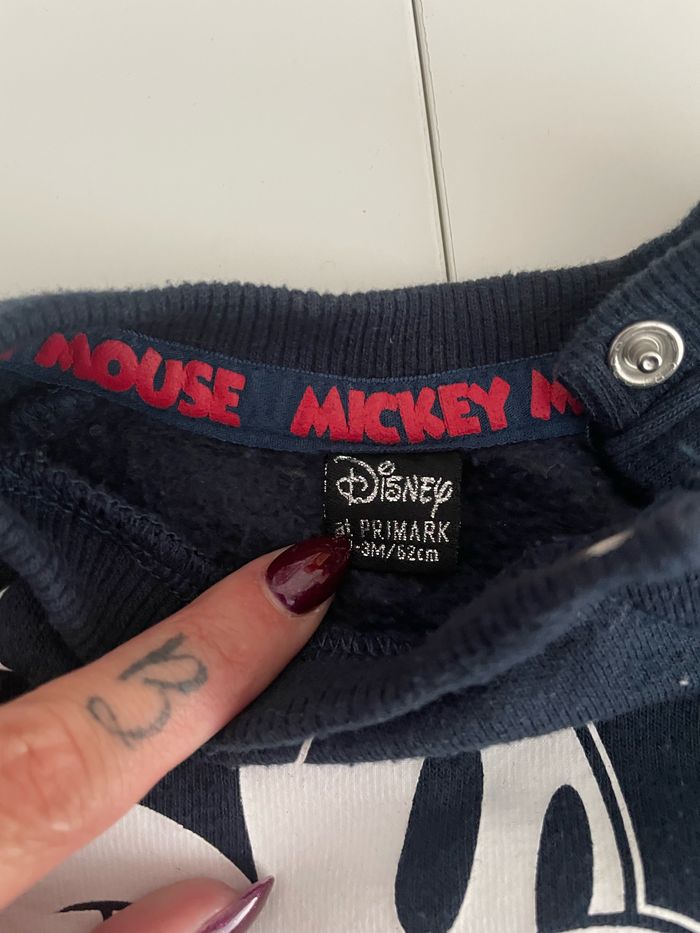 MOUSE MICKEY M
Disney
at PRIMARK
-3M/62cm
B